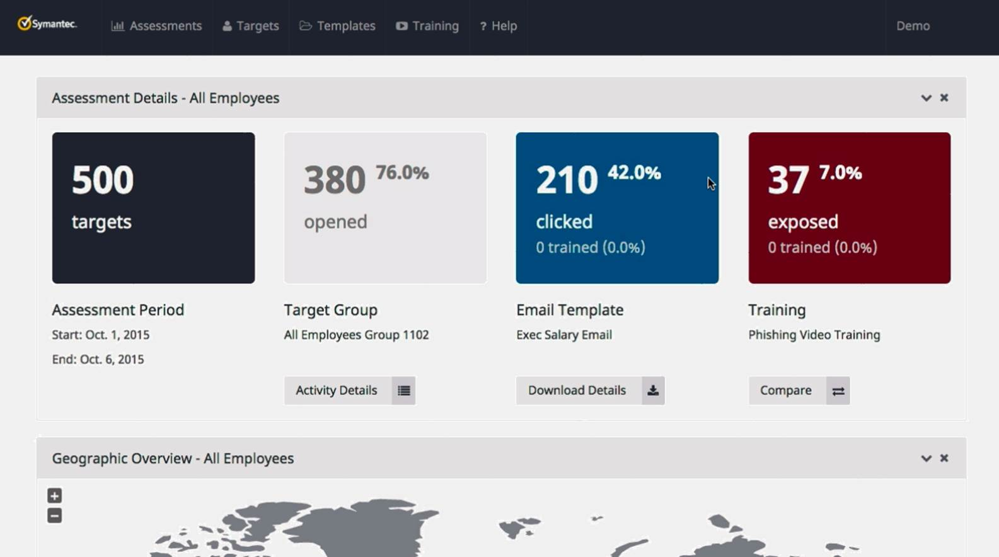 Symantec.
Assessments
Targets
Templates
Training
? Help
Demo
Assessment Details - All Employees
500
targets
380 76.0%
opened
210 42.0%
clicked
0 trained (0.0%)
37 7.0%
exposed
0 trained (0.0%)
Assessment Period
Start: Oct. 1, 2015
End: Oct. 6, 2015
Target Group
All Employees Group 1102
Activity Details
Email Template
Exec Salary Email
Download Details
Training
Phishing Video Training
Compare
Geographic Overview - All Employees